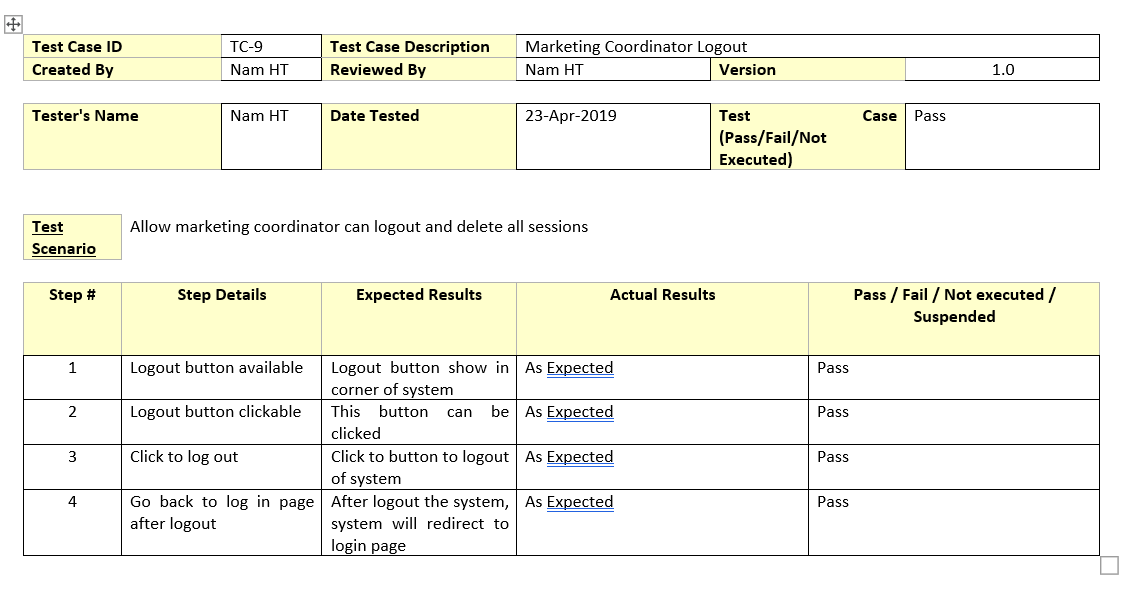 Test Case ID TC-9 Test Case Description Marketing Coordinator Logout
Created By Nam HT Reviewed By Nam HT Version 1.0
Tester's Name Nam HT Date Tested 23-Apr-2019 Test Case Pass
(Pass/Fail/Not
Executed)
Test
Scenario
Allow marketing coordinator can logout and delete all sessions
Step # Step Details Expected Results Actual Results Pass / Fail / Not executed /
Suspended
1 Logout button available Logout button show in As Expected Pass
corner of system
2 Logout button clickable This button can be As Expected Pass
clicked
3 Click to log out Click to button to logout As Expected Pass
of system
4 Go back to log in page After logout the system, As Expected Pass
after logout system will redirect to
login page